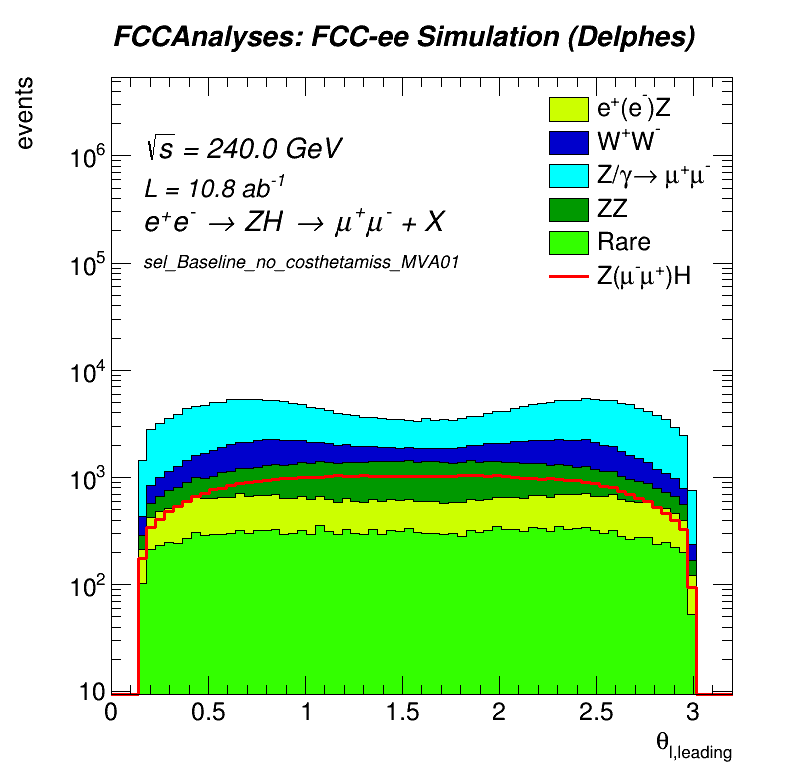 FCCAnalyses: FCC-ee Simulation (Delphes)
events
√s = 240.0 GeV
L = 10.8 ab⁻¹
e⁺e⁻ → ZH → μ⁺μ⁻ + X
sel_Baseline_no_costhetamiss_MVA01
e⁺(e⁻)Z
W⁺W⁻
Z/γ→ μ⁺μ⁻
ZZ
Rare
Z(μ⁻μ⁺)H
10⁶
10⁵
10⁴
10³
10²
10
0 0.5 1 1.5 2 2.5 3
θl,leading